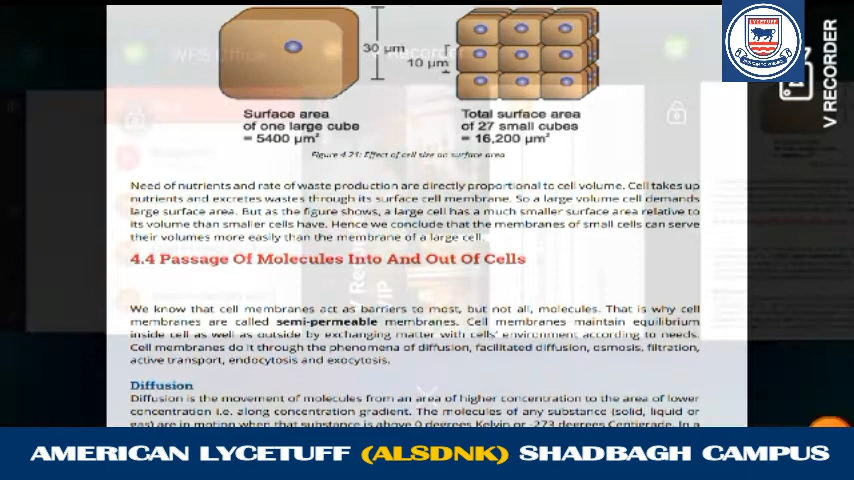 30 µm
10 µm
Surface area
of one large cube
= 5400 µm²
Total surface area
of 27 small cubes
= 16,200 µm²
Figure 4.21: Effect of cell size on surface area
Need of nutrients and rate of waste production are directly proportional to cell volume. Cell takes up
nutrients and excretes wastes through its surface cell membrane. So a large volume cell demands
large surface area. But as the figure shows, a large cell has a much smaller surface area relative to
its volume than smaller cells have. Hence we conclude that the membranes of small cells can serve
their volumes more easily than the membrane of a large cell.
4.4 Passage Of Molecules Into And Out Of Cells
We know that cell membranes act as barriers to most, but not all, molecules. That is why cell
membranes are called semi-permeable membranes. Cell membranes maintain equilibrium
inside cell as well as outside by exchanging matter with cells' environment according to needs.
Cell membranes do it through the phenomena of diffusion, facilitated diffusion, osmosis, filtration,
active transport, endocytosis and exocytosis.
Diffusion
Diffusion is the movement of molecules from an area of higher concentration to the area of lower
concentration i.e. along concentration gradient. The molecules of any substance (solid, liquid or
gas) are in motion when that substance is above 0 degrees Kelvin or -273 degrees Centigrade. In a
WPS Office
V Recorder
VIP
LYCETUFF
V RECORDER
AMERICAN LYCETUFF (ALSDNK) SHADBAGH CAMPUS